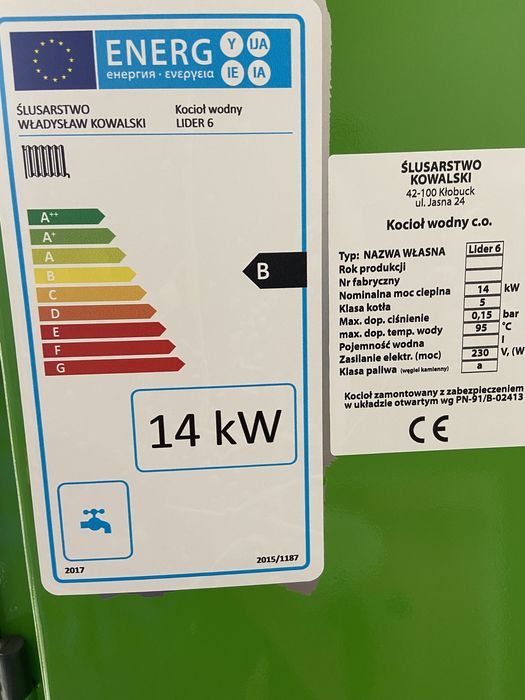 ENERG
енергия · ενεργεια
Y IJA
IE IA
ŚLUSARSTWO
WŁADYSŁAW KOWALSKI
Kocioł wodny
LIDER 6
A++
A+
A
B
C
D
E
F
G
B
14 kW
2017
2015/1187
ŚLUSARSTWO
KOWALSKI
42-100 Kłobuck
ul. Jasna 24
Kocioł wodny c.o.
Typ: NAZWA WŁASNA Lider 6
Rok produkcji
Nr fabryczny
Nominalna moc cieplna 14 kW
Klasa kotła 5
Max. dop. ciśnienie 0,15 bar
max. dop. temp. wody 95 °C
Pojemność wodna l
Zasilanie elektr. (moc) 230 V, (W
Klasa paliwa (węgiel kamienny) a
Kocioł zamontowany z zabezpieczeniem
w układzie otwartym wg PN-91/B-02413
CE